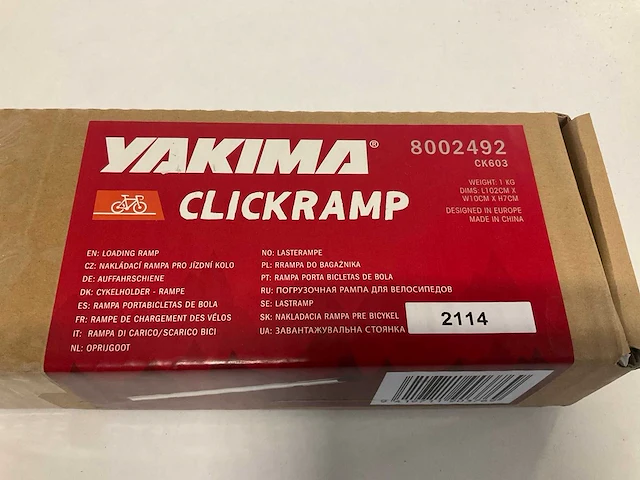 YAKIMA®
8002492
CK603
CLICKRAMP
WEIGHT: 1 KG
DIMS: L102CM X
W10CM X H7CM
DESIGNED IN EUROPE
MADE IN CHINA
EN: LOADING RAMP
CZ: NAKLÁDACÍ RAMPA PRO JÍZDNÍ KOLO
DE: AUFFAHRSCHIENE
DK: CYKELHOLDER - RAMPE
ES: RAMPA PORTABICLETAS DE BOLA
FR: RAMPE DE CHARGEMENT DES VÉLOS
IT: RAMPA DI CARICO/SCARICO BICI
NL: OPRIJGOOT
NO: LASTERAMPE
PL: RRAMPA DO BAGAŻNIKA
PT: RAMPA PORTA BICLETAS DE BOLA
RU: ПОГРУЗОЧНАЯ РАМПА ДЛЯ ВЕЛОСИПЕДОВ
SE: LASTRAMP
SK: NAKLADACIA RAMPA PRE BICYKEL
UA: ЗАВАНТАЖУВАЛЬНА СТОЯНКА
2114